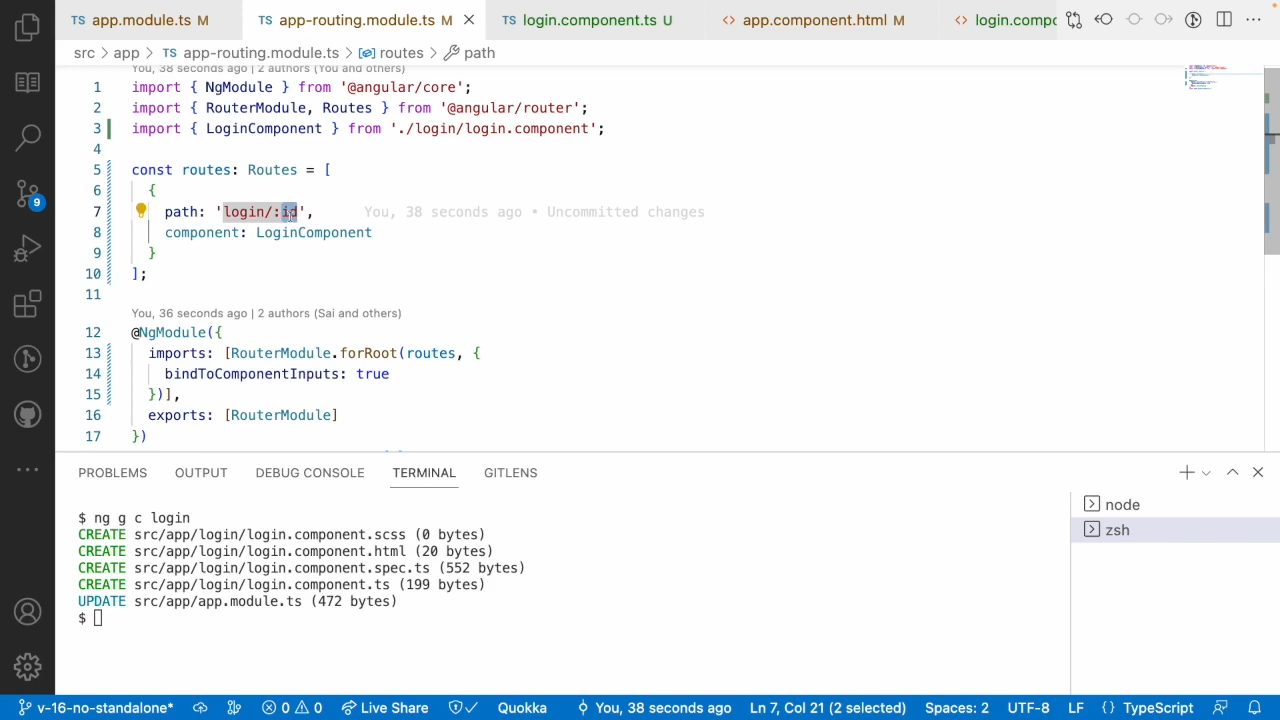 TS app.module.ts M TS app-routing.module.ts M TS login.component.ts U app.component.html M login.compo
src app TS app-routing.module.ts routes path
You, 38 seconds ago | 2 authors (You and others)
1 import { NgModule } from '@angular/core';
2 import { RouterModule, Routes } from '@angular/router';
3 import { LoginComponent } from './login/login.component';
4
5 const routes: Routes = [
6 {
7 path: 'login/:id', You, 38 seconds ago • Uncommitted changes
8 component: LoginComponent
9 }
10 ];
11
You, 36 seconds ago | 2 authors (Sai and others)
12 @NgModule({
13 imports: [RouterModule.forRoot(routes, {
14 bindToComponentInputs: true
15 })],
16 exports: [RouterModule]
17 })
9
PROBLEMS OUTPUT DEBUG CONSOLE TERMINAL GITLENS
$ ng g c login
CREATE src/app/login/login.component.scss (0 bytes)
CREATE src/app/login/login.component.html (20 bytes)
CREATE src/app/login/login.component.spec.ts (552 bytes)
CREATE src/app/login/login.component.ts (199 bytes)
UPDATE src/app/app.module.ts (472 bytes)
$
node
zsh
v-16-no-standalone* 0 0 Live Share Quokka You, 38 seconds ago Ln 7, Col 21 (2 selected) Spaces: 2 UTF-8 LF {} TypeScript